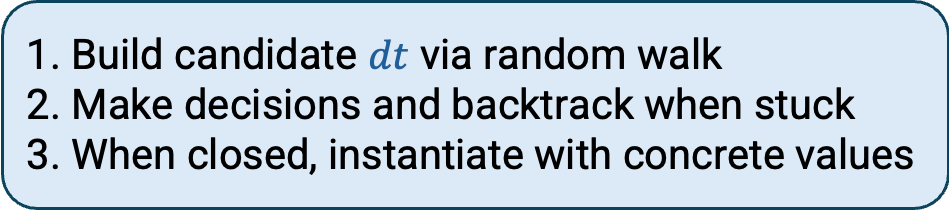 1. Build candidate dt via random walk
2. Make decisions and backtrack when stuck
3. When closed, instantiate with concrete values